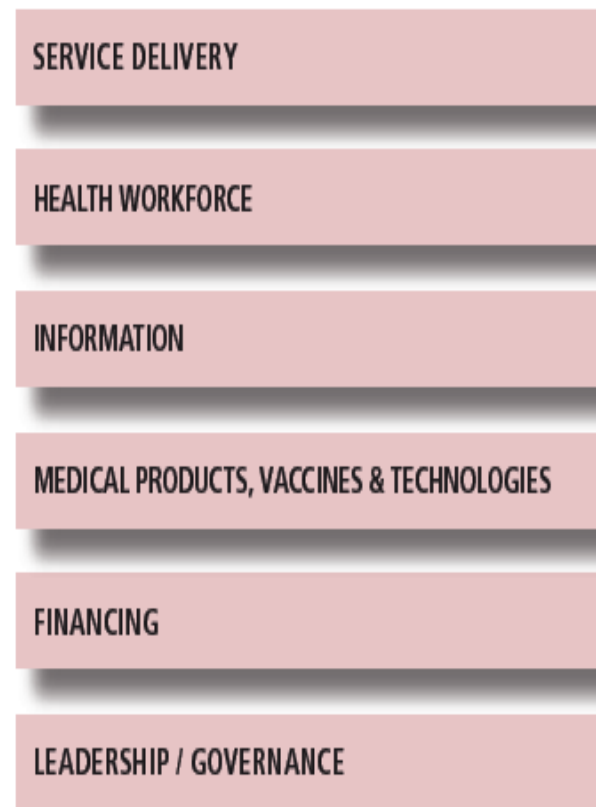 SERVICE DELIVERY
HEALTH WORKFORCE
INFORMATION
MEDICAL PRODUCTS, VACCINES & TECHNOLOGIES
FINANCING
LEADERSHIP / GOVERNANCE